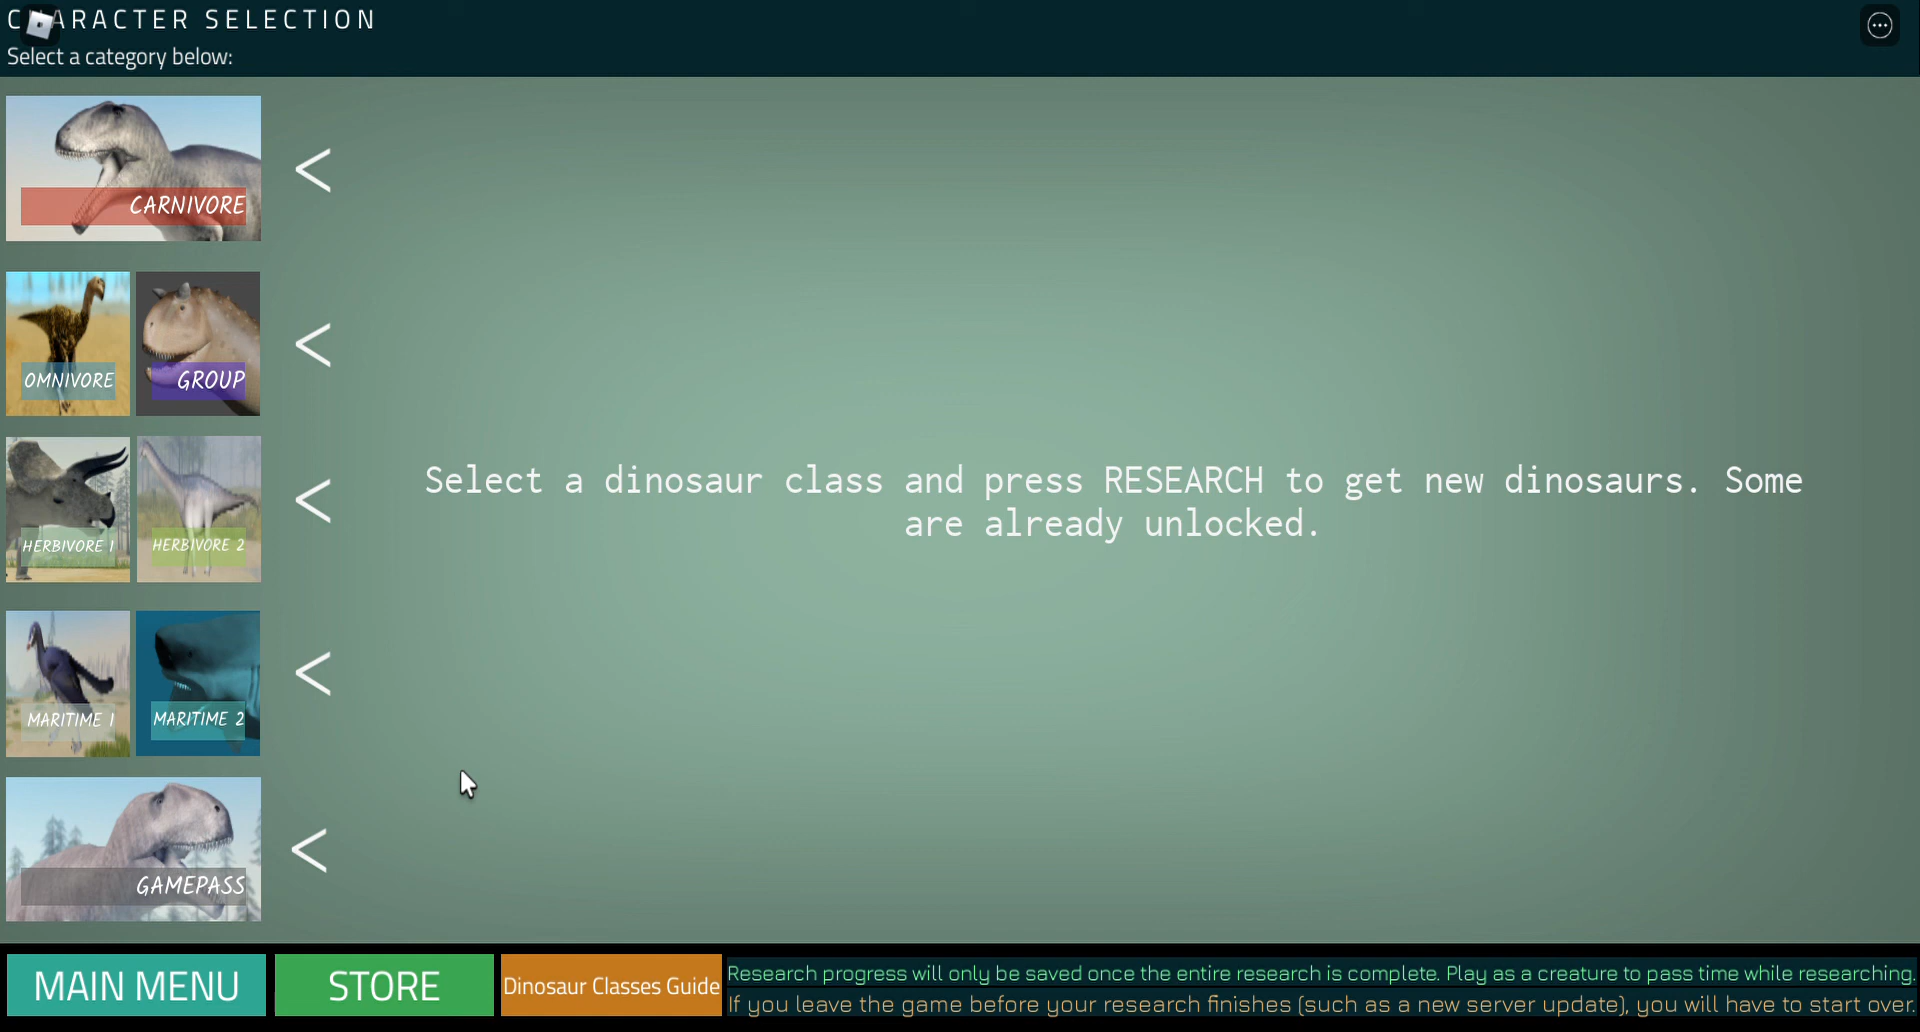 CHARACTER SELECTION
Select a category below:
CARNIVORE
OMNIVORE
GROUP
HERBIVORE 1
HERBIVORE 2
MARITIME 1
MARITIME 2
GAMEPASS
Select a dinosaur class and press RESEARCH to get new dinosaurs. Some
are already unlocked.
MAIN MENU
STORE
Dinosaur Classes Guide
Research progress will only be saved once the entire research is complete. Play as a creature to pass time while researching.
If you leave the game before your research finishes (such as a new server update), you will have to start over.